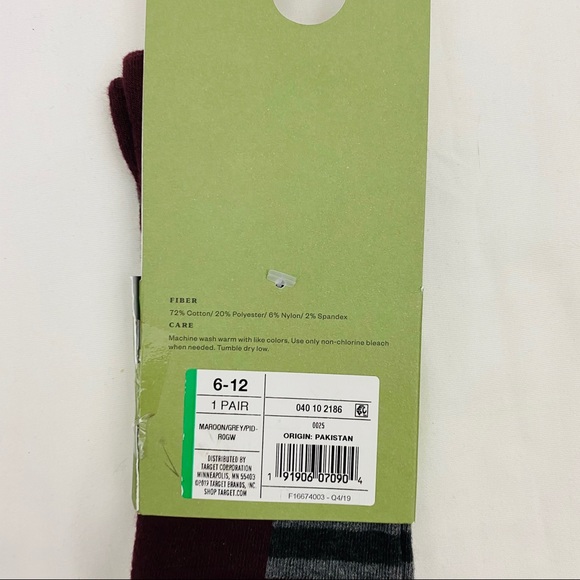 FIBER
72% Cotton/ 20% Polyester/ 6% Nylon/ 2% Spandex
CARE
Machine wash warm with like colors. Use only non-chlorine bleach
when needed. Tumble dry low.
6-12
1 PAIR
MAROON/GREY/PID-
R0GW
DISTRIBUTED BY
TARGET CORPORATION
MINNEAPOLIS, MN 55403
©2019 TARGET BRANDS, INC.
SHOP TARGET.COM
040 10 2186
0025
ORIGIN: PAKISTAN
1 91906 07090 4
F16674003 - Q4/19